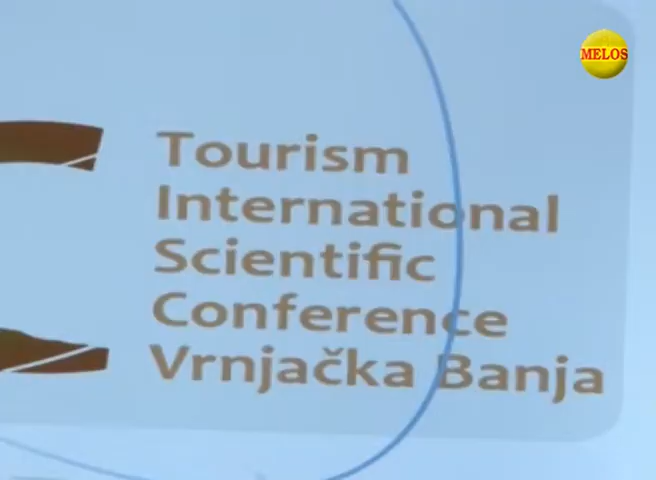 MELOS
Tourism
International
Scientific
Conference
Vrnjačka Banja